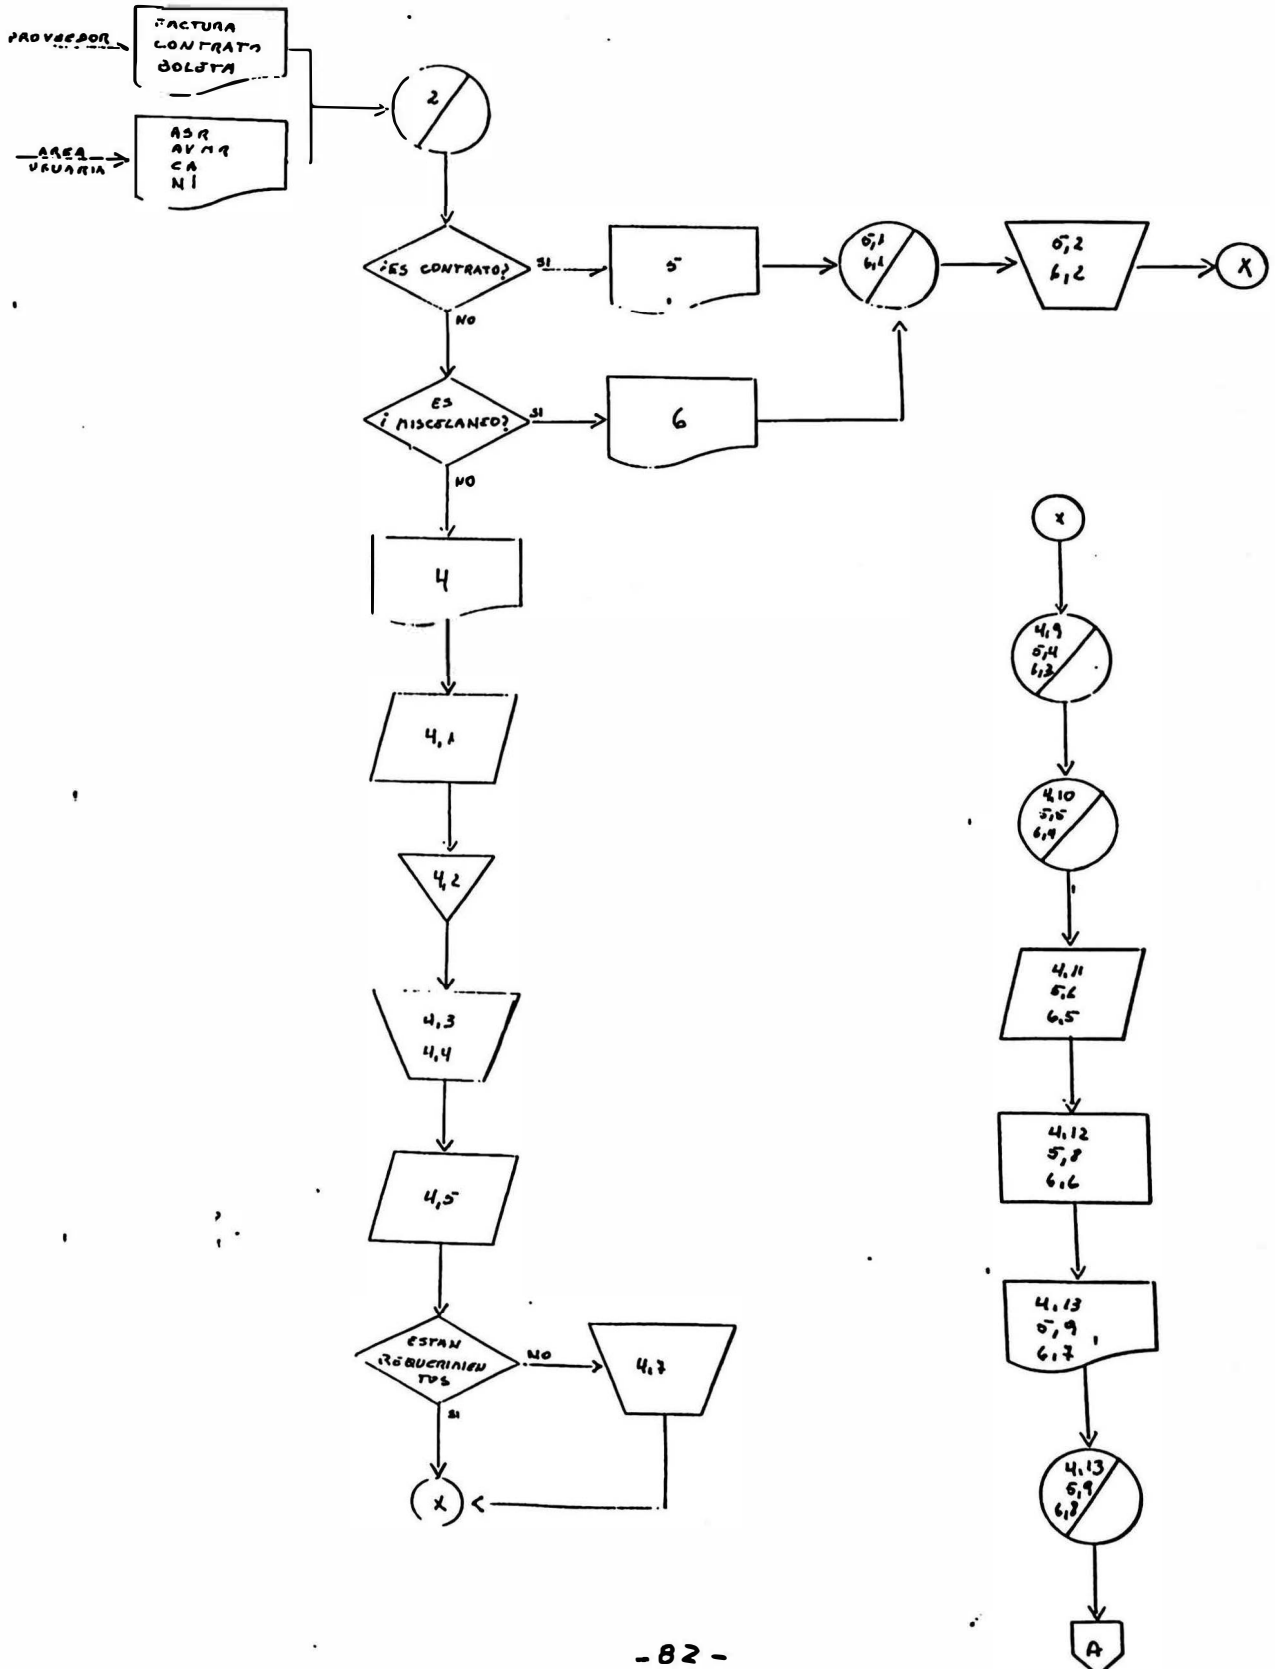 PROVEEDOR
FACTURA
CONTRATO
BOLETA
AREA
USUARIA
ASR
AVMR
CA
NI
2
¿ES CONTRATO?
SI
5
5,1
6,1
5,2
6,2
X
NO
ES
¿MISCELANEO?
SI
6
NO
4
4,1
4,2
4,3
4,4
4,5
ESTAN
REQUERIMIEN
TOS
NO
4,7
SI
X
X
4,9
5,4
6,3
4,10
5,5
6,4
4,11
5,6
6,5
4,12
5,8
6,6
4,13
5,9
6,7
4,13
5,9
6,8
A
-82-